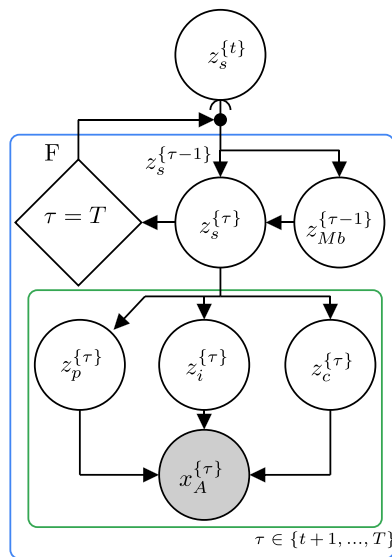 z_s^{t}
F
z_s^{τ-1}
τ = T
z_s^{τ}
z_{Mb}^{τ-1}
z_p^{τ}
z_i^{τ}
z_c^{τ}
x_A^{τ}
τ ∈ {t + 1, ..., T}